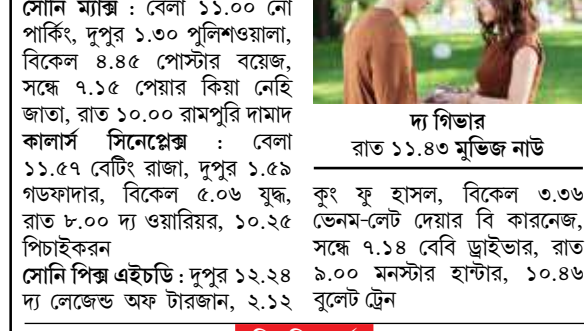 সোনি ম্যাক্স : বেলা ১১.০০ নো
পার্কিং, দুপুর ১.৩০ পুলিশওয়ালা,
বিকেল ৪.৪৫ পোস্টার বয়েজ,
সন্ধে ৭.১৫ পেয়ার কিয়া নেহি
জাতা, রাত ১০.০০ রামপুরি দামাদ
কালার্স সিনেপ্লেক্স : বেলা
১১.৫৭ বেটিং রাজা, দুপুর ১.৫৯
গডফাদার, বিকেল ৫.০৬ যুদ্ধ,
রাত ৮.০০ দ্য ওয়ারিয়র, ১০.২৫
পিচাইকরন
সোনি পিক্স এইচডি : দুপুর ১২.২৪
দ্য লেজেন্ড অফ টারজান, ২.১২
দ্য গিভার
রাত ১১.৪৩ মুভিজ নাউ
কুং ফু হাসল, বিকেল ৩.৩৬
ভেনম-লেট দেয়ার বি কারনেজ,
সন্ধে ৭.১৪ বেবি ড্রাইভার, রাত
৯.০০ মনস্টার হান্টার, ১০.৪৬
বুলেট ট্রেন